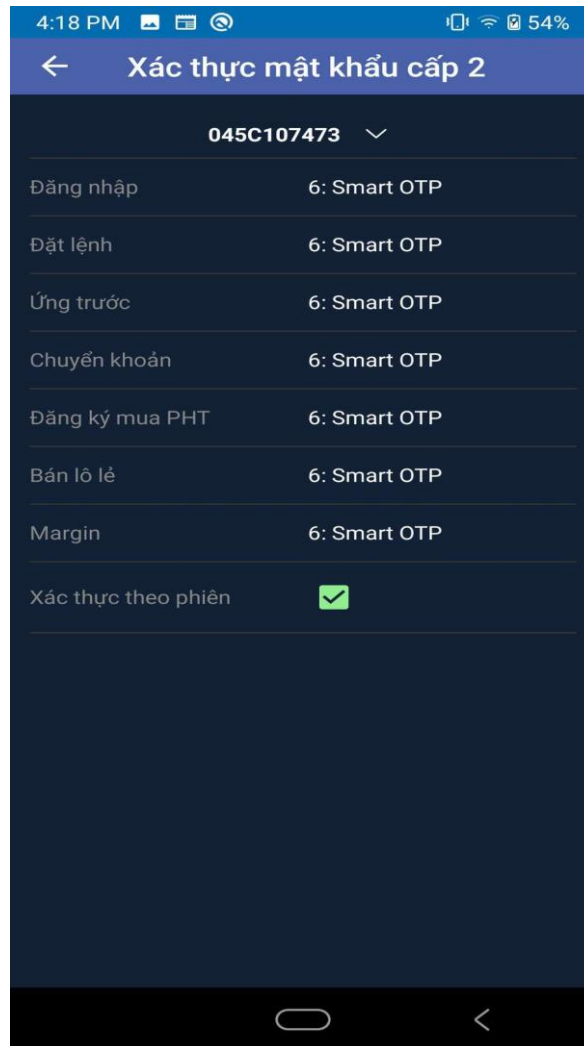 4:18 PM 54%
Xác thực mật khẩu cấp 2
045C107473
Đăng nhập 6: Smart OTP
Đặt lệnh 6: Smart OTP
Ứng trước 6: Smart OTP
Chuyển khoản 6: Smart OTP
Đăng ký mua PHT 6: Smart OTP
Bán lô lẻ 6: Smart OTP
Margin 6: Smart OTP
Xác thực theo phiên